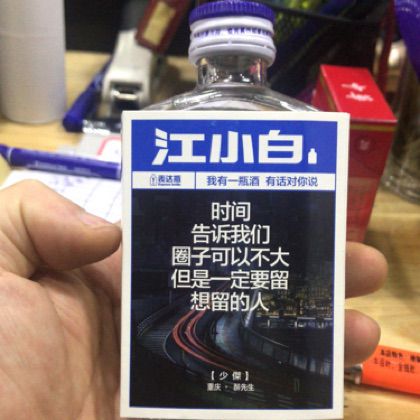 江小白
表达瓶
我有一瓶酒 有话对你说
时间
告诉我们
圈子可以不大
但是一定要留
想留的人
【少傑】
重庆·郝先生